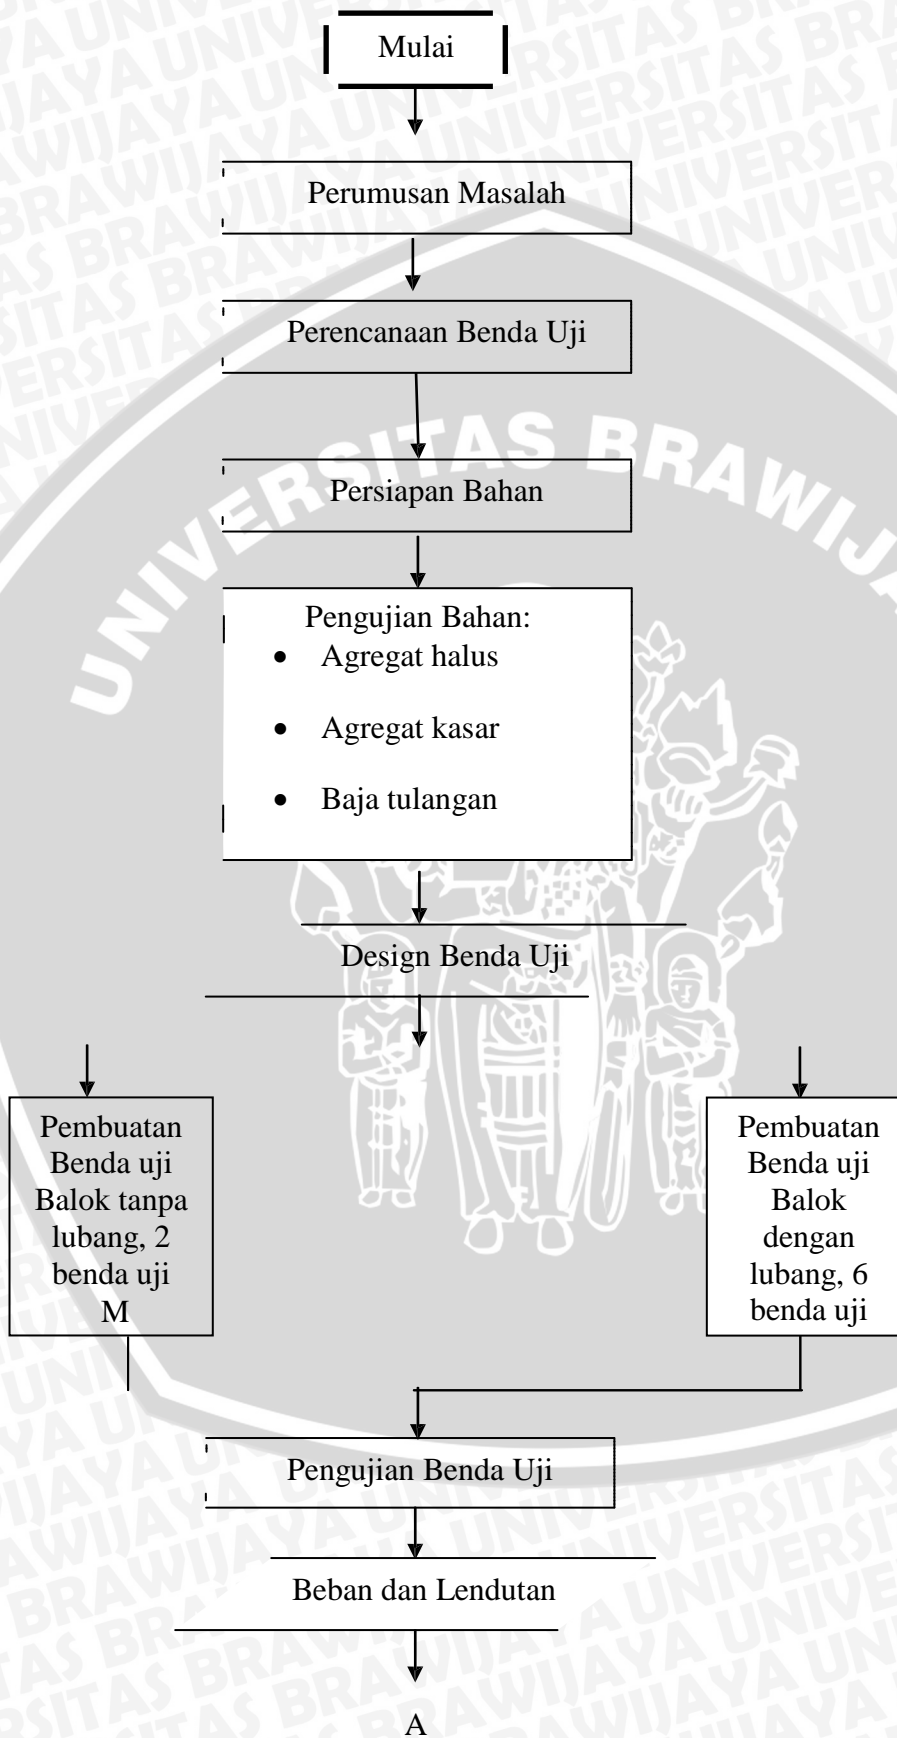 Mulai
Perumusan Masalah
Perencanaan Benda Uji
Persiapan Bahan
Pengujian Bahan:
• Agregat halus
• Agregat kasar
• Baja tulangan
Design Benda Uji
Pembuatan
Benda uji
Balok tanpa
lubang, 2
benda uji
M
Pembuatan
Benda uji
Balok
dengan
lubang, 6
benda uji
Pengujian Benda Uji
Beban dan Lendutan
A
UNIVERSITAS BRAWIJA